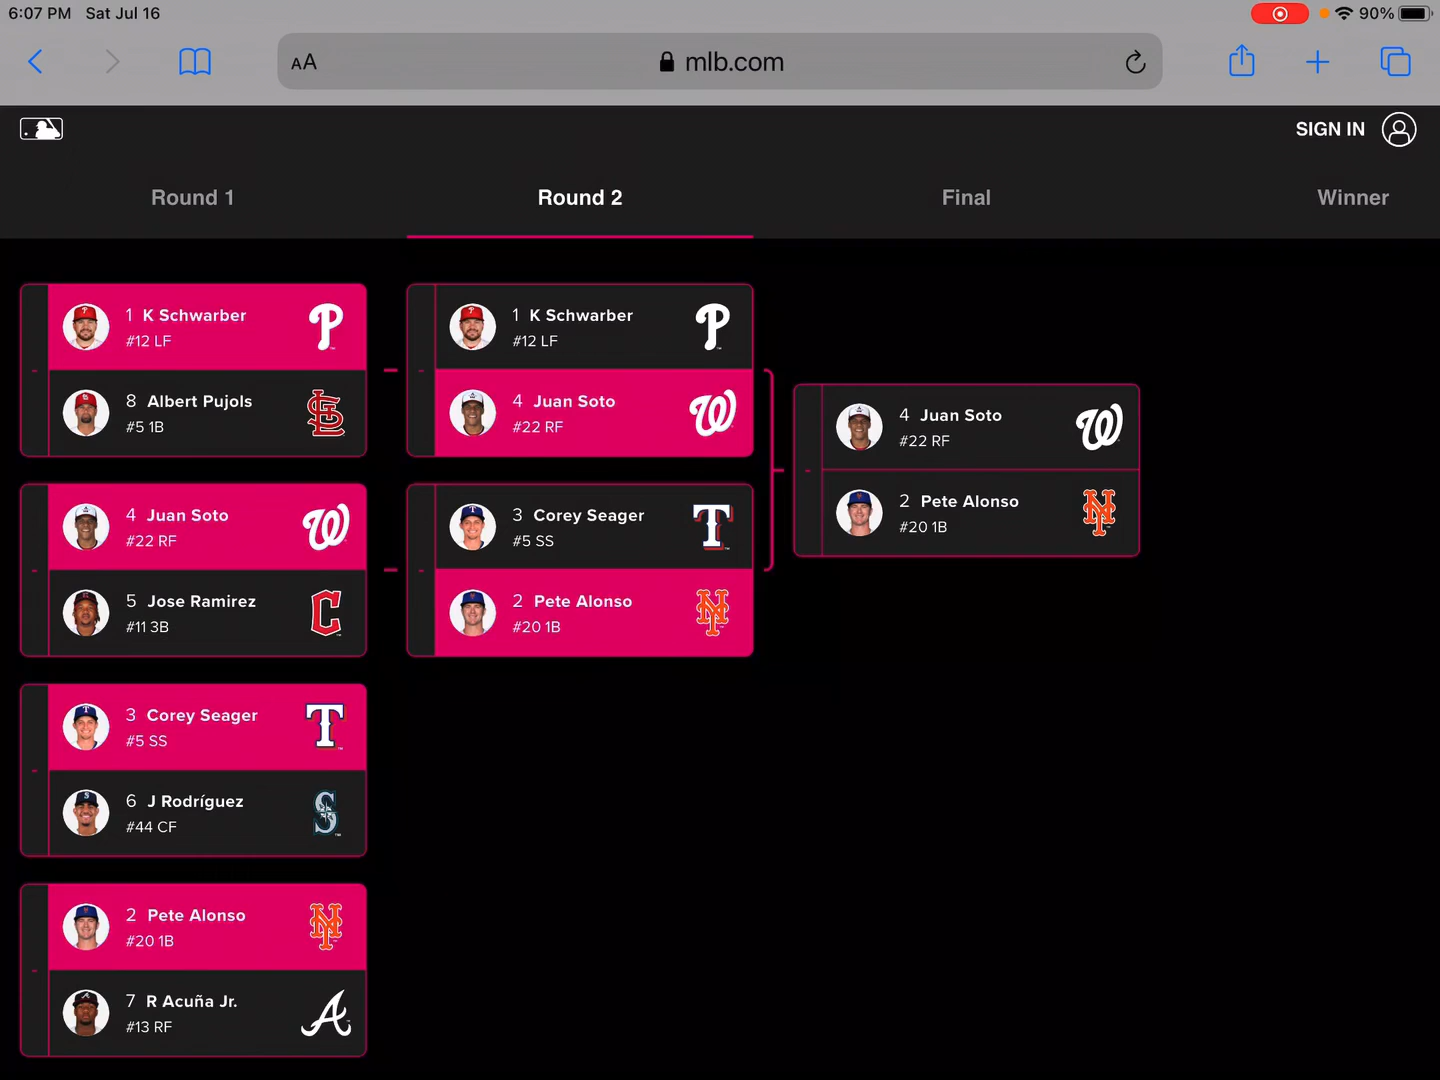 6:07 PM Sat Jul 16
90%
AA
mlb.com
SIGN IN
Round 1
Round 2
Final
Winner
1 K Schwarber
#12 LF
8 Albert Pujols
#5 1B
4 Juan Soto
#22 RF
5 Jose Ramirez
#11 3B
3 Corey Seager
#5 SS
6 J Rodríguez
#44 CF
2 Pete Alonso
#20 1B
7 R Acuña Jr.
#13 RF
1 K Schwarber
#12 LF
4 Juan Soto
#22 RF
3 Corey Seager
#5 SS
2 Pete Alonso
#20 1B
4 Juan Soto
#22 RF
2 Pete Alonso
#20 1B